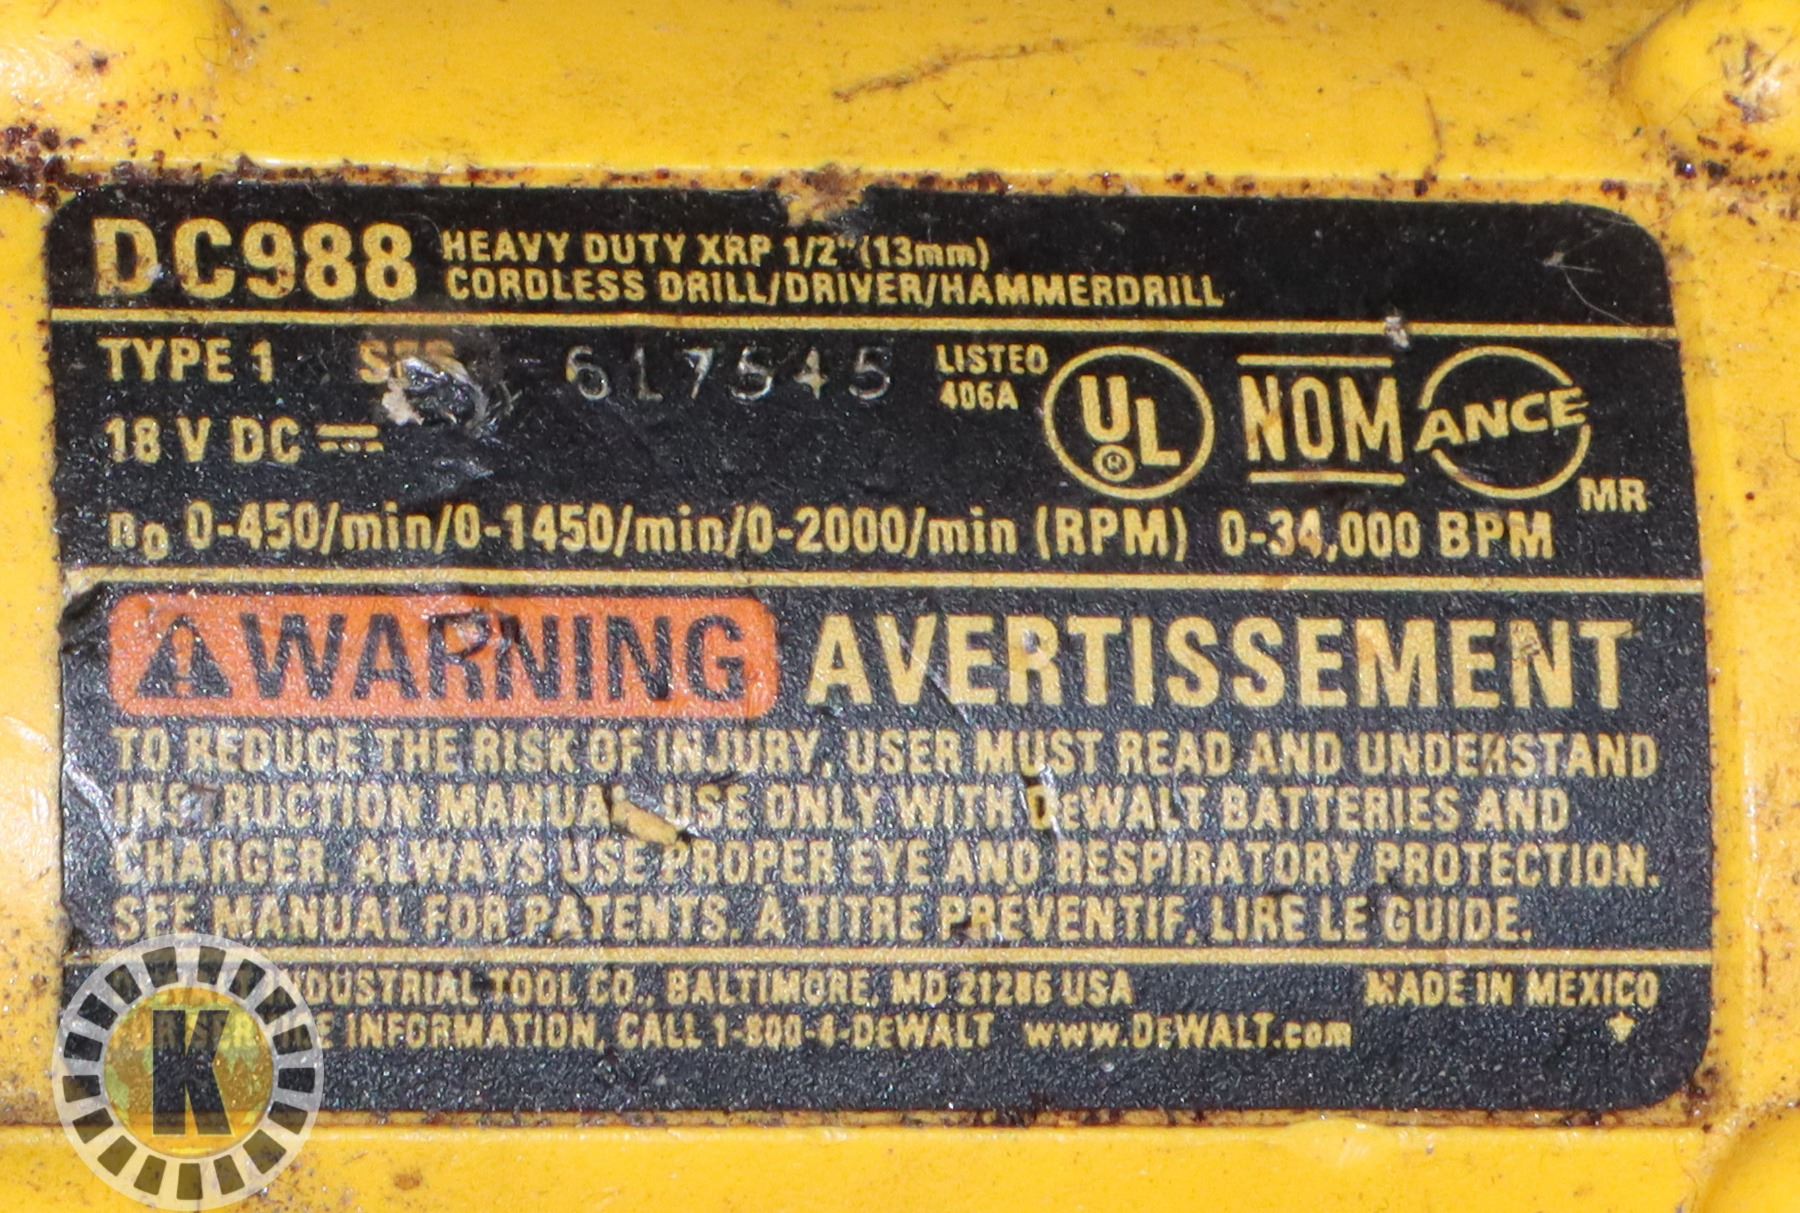 DC988 HEAVY DUTY XRP 1/2" (13mm)
CORDLESS DRILL/DRIVER/HAMMERDRILL
TYPE 1 617545 LISTED
406A
UL ® NOM ANCE
18 V DC
MR
no 0-450/min/0-1450/min/0-2000/min (RPM) 0-34,000 BPM
WARNING AVERTISSEMENT
TO REDUCE THE RISK OF INJURY, USER MUST READ AND UNDERSTAND
INSTRUCTION MANUAL. USE ONLY WITH DeWALT BATTERIES AND
CHARGER. ALWAYS USE PROPER EYE AND RESPIRATORY PROTECTION.
SEE MANUAL FOR PATENTS. À TITRE PRÉVENTIF, LIRE LE GUIDE.
INDUSTRIAL TOOL CO., BALTIMORE, MD 21286 USA MADE IN MEXICO
FOR SERVICE INFORMATION, CALL 1-800-4-DeWALT www.DeWALT.com
K